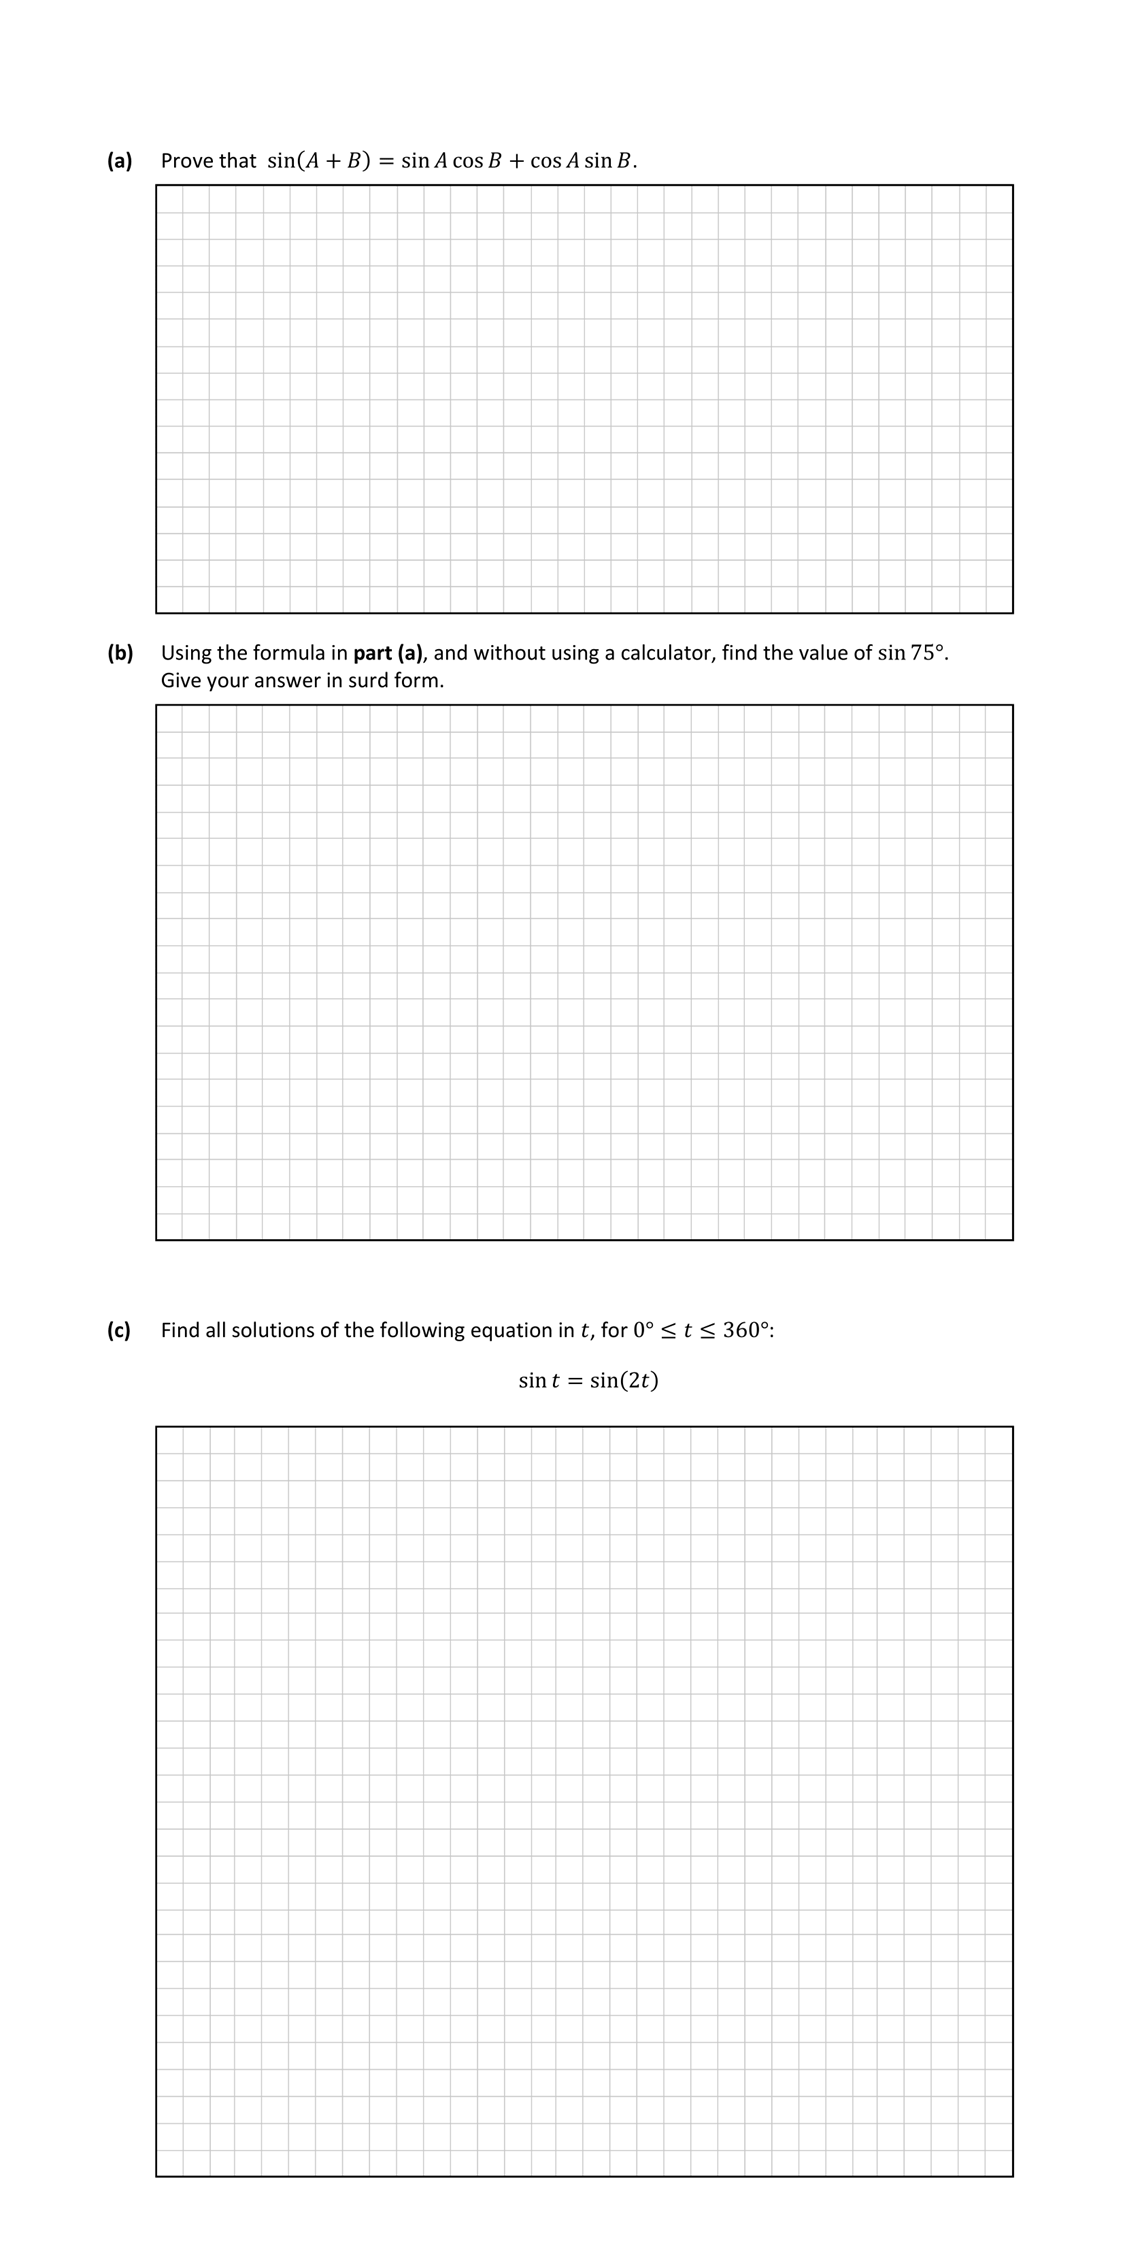 (a) Prove that sin(A + B) = sin A cos B + cos A sin B.
(b) Using the formula in part (a), and without using a calculator, find the value of sin 75°.
Give your answer in surd form.
(c) Find all solutions of the following equation in t, for 0° ≤ t ≤ 360°:
sin t = sin(2t)